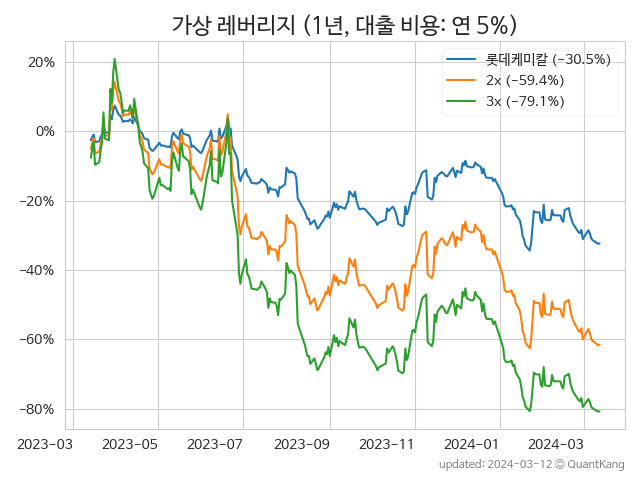 가상 레버리지 (1년, 대출 비용: 연 5%)
롯데케미칼 (−30.5%)
2x (−59.4%)
3x (−79.1%)
20%
0%
−20%
−40%
−60%
−80%
2023-03
2023-05
2023-07
2023-09
2023-11
2024-01
2024-03
updated: 2024-03-12 © QuantKang